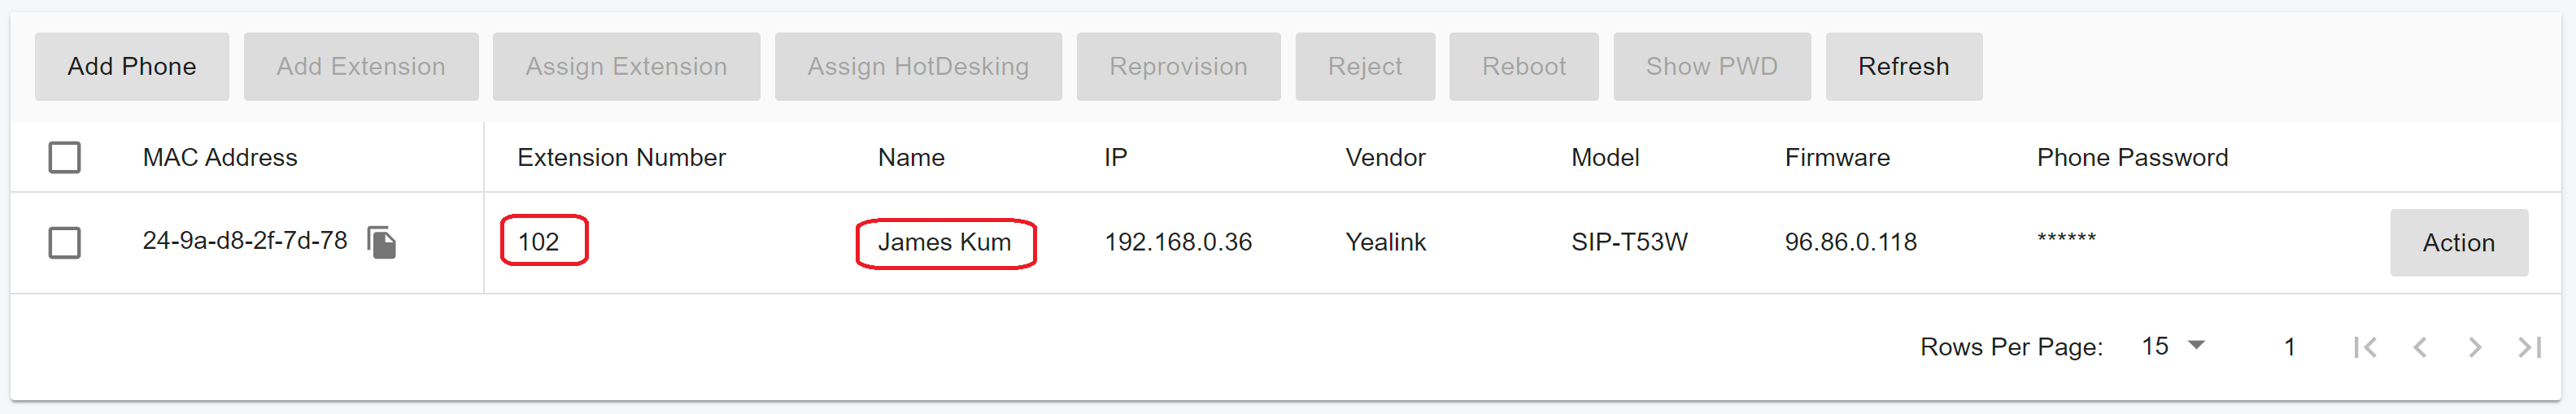 Add Phone Add Extension Assign Extension Assign HotDesking Reprovision Reject Reboot Show PWD Refresh
MAC Address Extension Number Name IP Vendor Model Firmware Phone Password
24-9a-d8-2f-7d-78 102 James Kum 192.168.0.36 Yealink SIP-T53W 96.86.0.118 ****** Action
Rows Per Page: 15 1